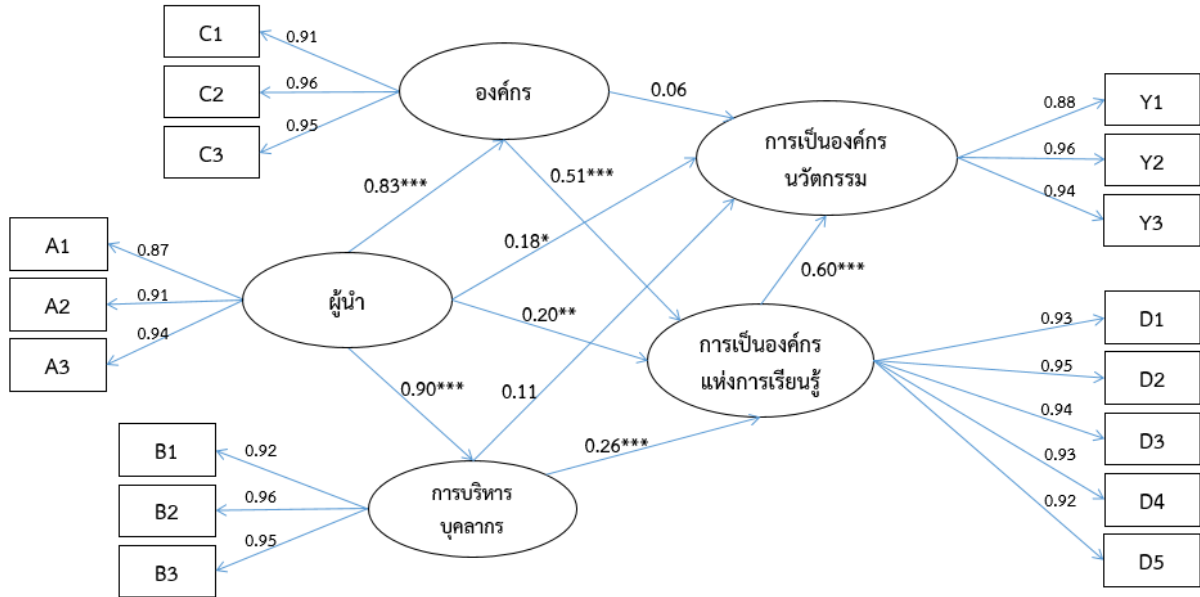 C1
0.91
C2
0.96
C3
0.95
องค์กร
0.06
การเป็นองค์กร
นวัตกรรม
0.88
Y1
0.96
Y2
0.94
Y3
0.83***
0.51***
0.18*
0.60***
A1
0.87
A2
0.91
A3
0.94
ผู้นำ
0.20**
0.90***
0.11
0.26***
การเป็นองค์กร
แห่งการเรียนรู้
0.93
D1
0.95
D2
0.94
D3
0.93
D4
0.92
D5
B1
0.92
B2
0.96
B3
0.95
การบริหาร
บุคลากร